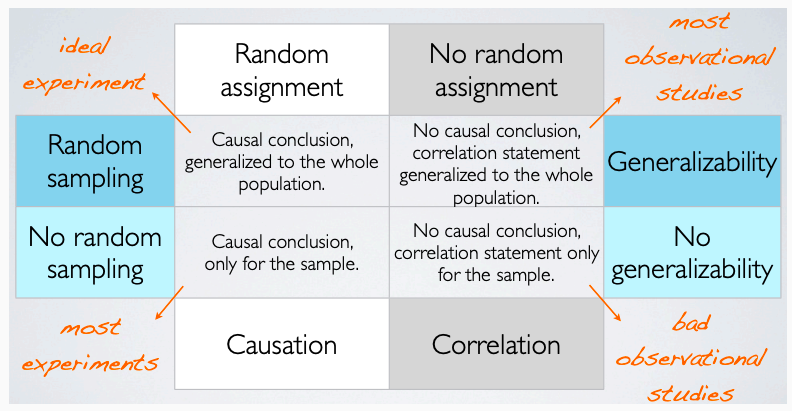 ideal
experiment
Random
assignment
No random
assignment
most
observational
studies
Random
sampling
Causal conclusion,
generalized to the whole
population.
No causal conclusion,
correlation statement
generalized to the whole
population.
Generalizability
No random
sampling
Causal conclusion,
only for the sample.
No causal conclusion,
correlation statement only
for the sample.
No
generalizability
most
experiments
Causation
Correlation
bad
observational
studies